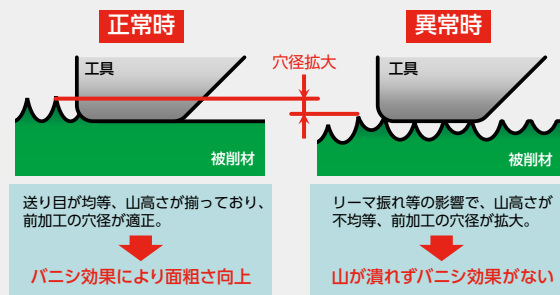 正常時
異常時
穴径拡大
工具
工具
被削材
被削材
送り目が均等、山高さが揃っており、
前加工の穴径が適正。
バニシ効果により面粗さ向上
リーマ振れ等の影響で、山高さが
不均等、前加工の穴径が拡大。
山が潰れずバニシ効果がない